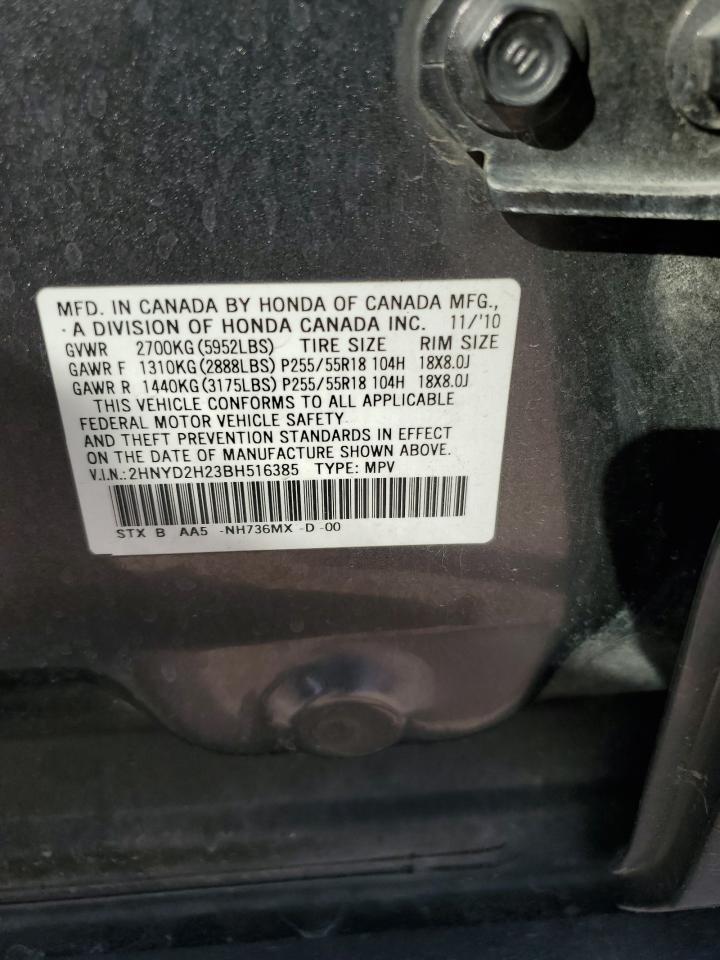 MFD. IN CANADA BY HONDA OF CANADA MFG.,
A DIVISION OF HONDA CANADA INC. 11/'10
GVWR 2700KG (5952LBS) TIRE SIZE RIM SIZE
GAWR F 1310KG (2888LBS) P255/55R18 104H 18X8.0J
GAWR R 1440KG (3175LBS) P255/55R18 104H 18X8.0J
THIS VEHICLE CONFORMS TO ALL APPLICABLE
FEDERAL MOTOR VEHICLE SAFETY
AND THEFT PREVENTION STANDARDS IN EFFECT
ON THE DATE OF MANUFACTURE SHOWN ABOVE.
V.I.N.:2HNYD2H23BH516385 TYPE: MPV
STX B AA5 -NH736MX -D -00